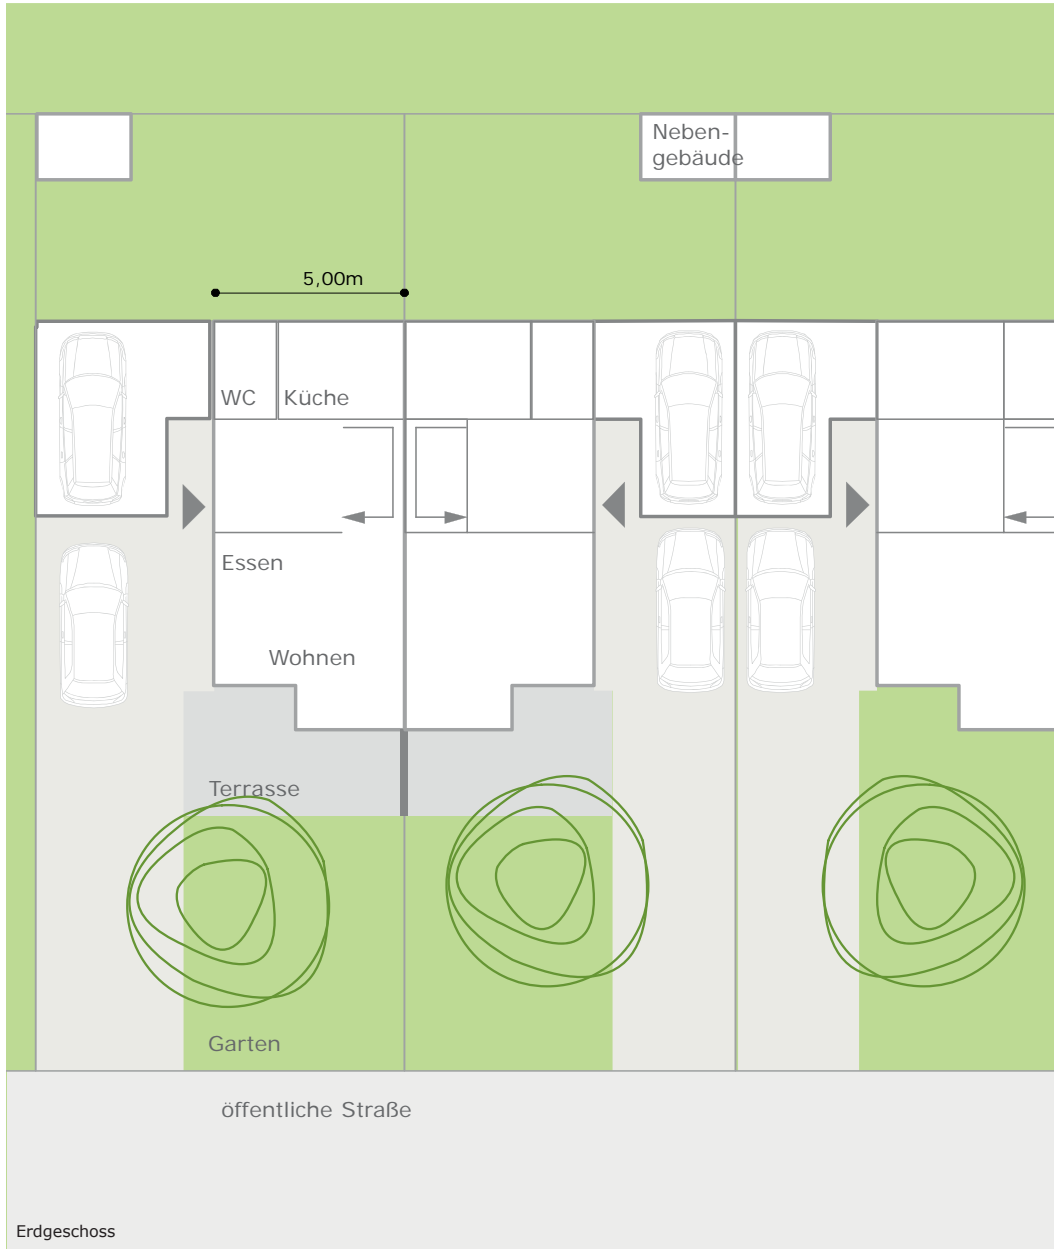 Neben-
gebäude
5,00m
WC
Küche
Essen
Wohnen
Terrasse
Garten
öffentliche Straße
Erdgeschoss